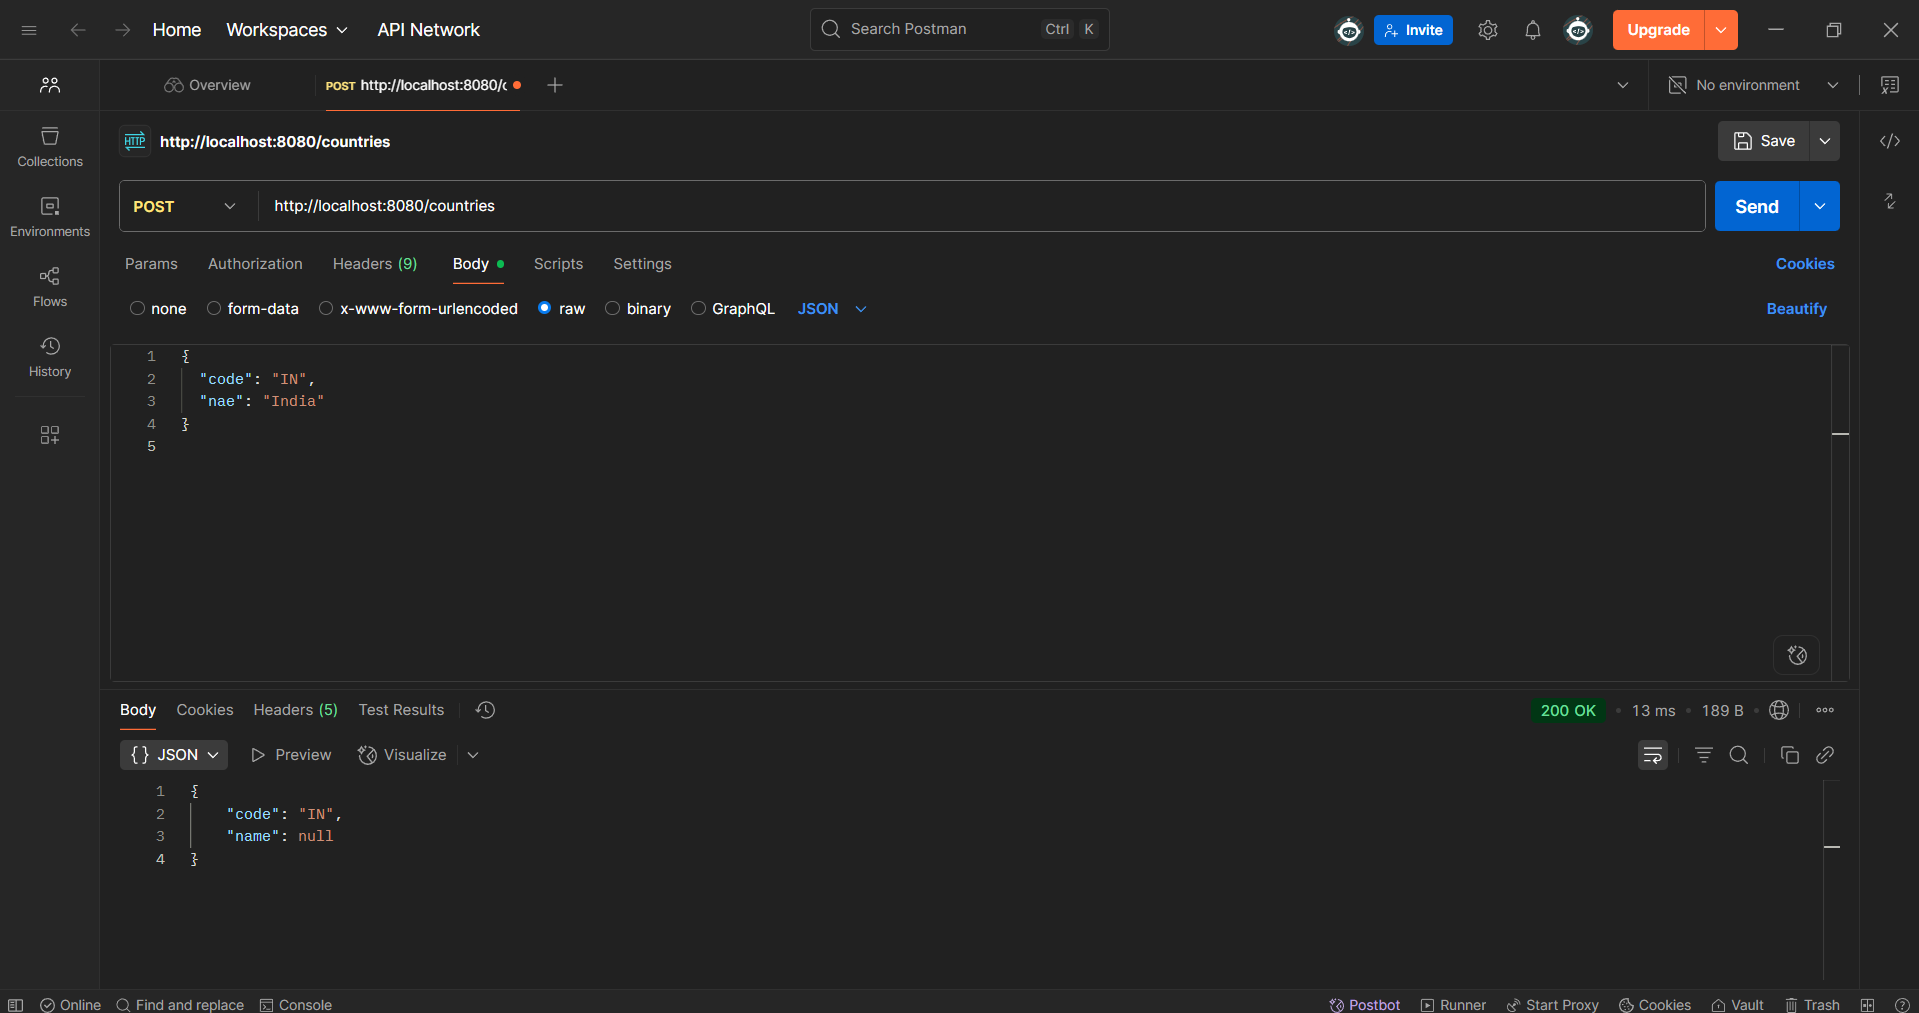 Home Workspaces API Network Search Postman Ctrl K Invite Upgrade
Overview POST http://localhost:8080/c No environment
HTTP http://localhost:8080/countries Save
Collections
POST http://localhost:8080/countries Send
Environments
Params Authorization Headers (9) Body Scripts Settings Cookies
Flows
none form-data x-www-form-urlencoded raw binary GraphQL JSON Beautify
History
1 {
2 "code": "IN",
3 "nae": "India"
4 }
5
Body Cookies Headers (5) Test Results 200 OK • 13 ms • 189 B •
{} JSON Preview Visualize
1 {
2 "code": "IN",
3 "name": null
4 }
Online Find and replace Console Postbot Runner Start Proxy Cookies Vault Trash